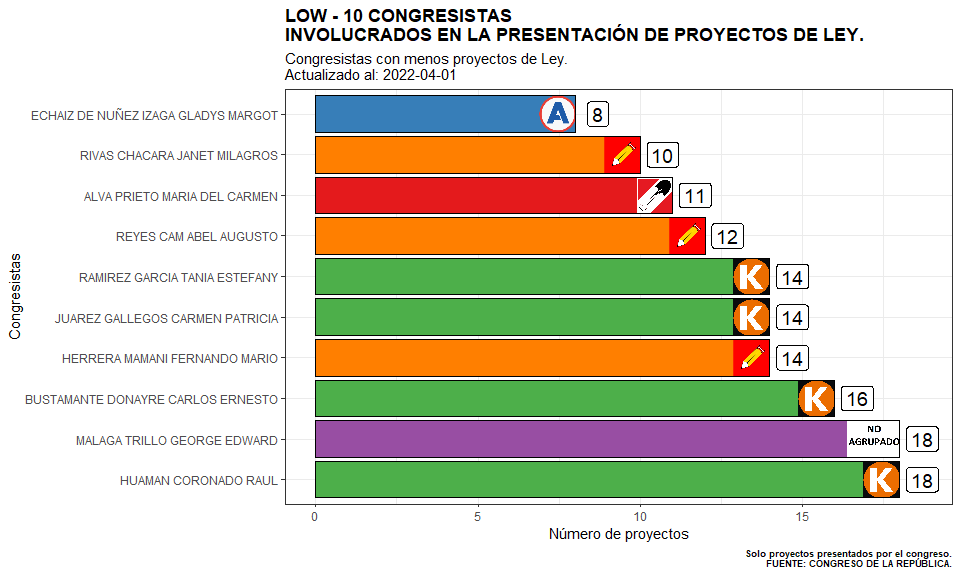 LOW - 10 CONGRESISTAS
INVOLUCRADOS EN LA PRESENTACIÓN DE PROYECTOS DE LEY.
Congresistas con menos proyectos de Ley.
Actualizado al: 2022-04-01
Congresistas
ECHAIZ DE NUÑEZ IZAGA GLADYS MARGOT
A
8
RIVAS CHACARA JANET MILAGROS
10
ALVA PRIETO MARIA DEL CARMEN
11
REYES CAM ABEL AUGUSTO
12
RAMIREZ GARCIA TANIA ESTEFANY
K
14
JUAREZ GALLEGOS CARMEN PATRICIA
K
14
HERRERA MAMANI FERNANDO MARIO
14
BUSTAMANTE DONAYRE CARLOS ERNESTO
K
16
MALAGA TRILLO GEORGE EDWARD
NO
AGRUPADO
18
HUAMAN CORONADO RAUL
K
18
0 5 10 15
Número de proyectos
Solo proyectos presentados por el congreso.
FUENTE: CONGRESO DE LA REPÚBLICA.